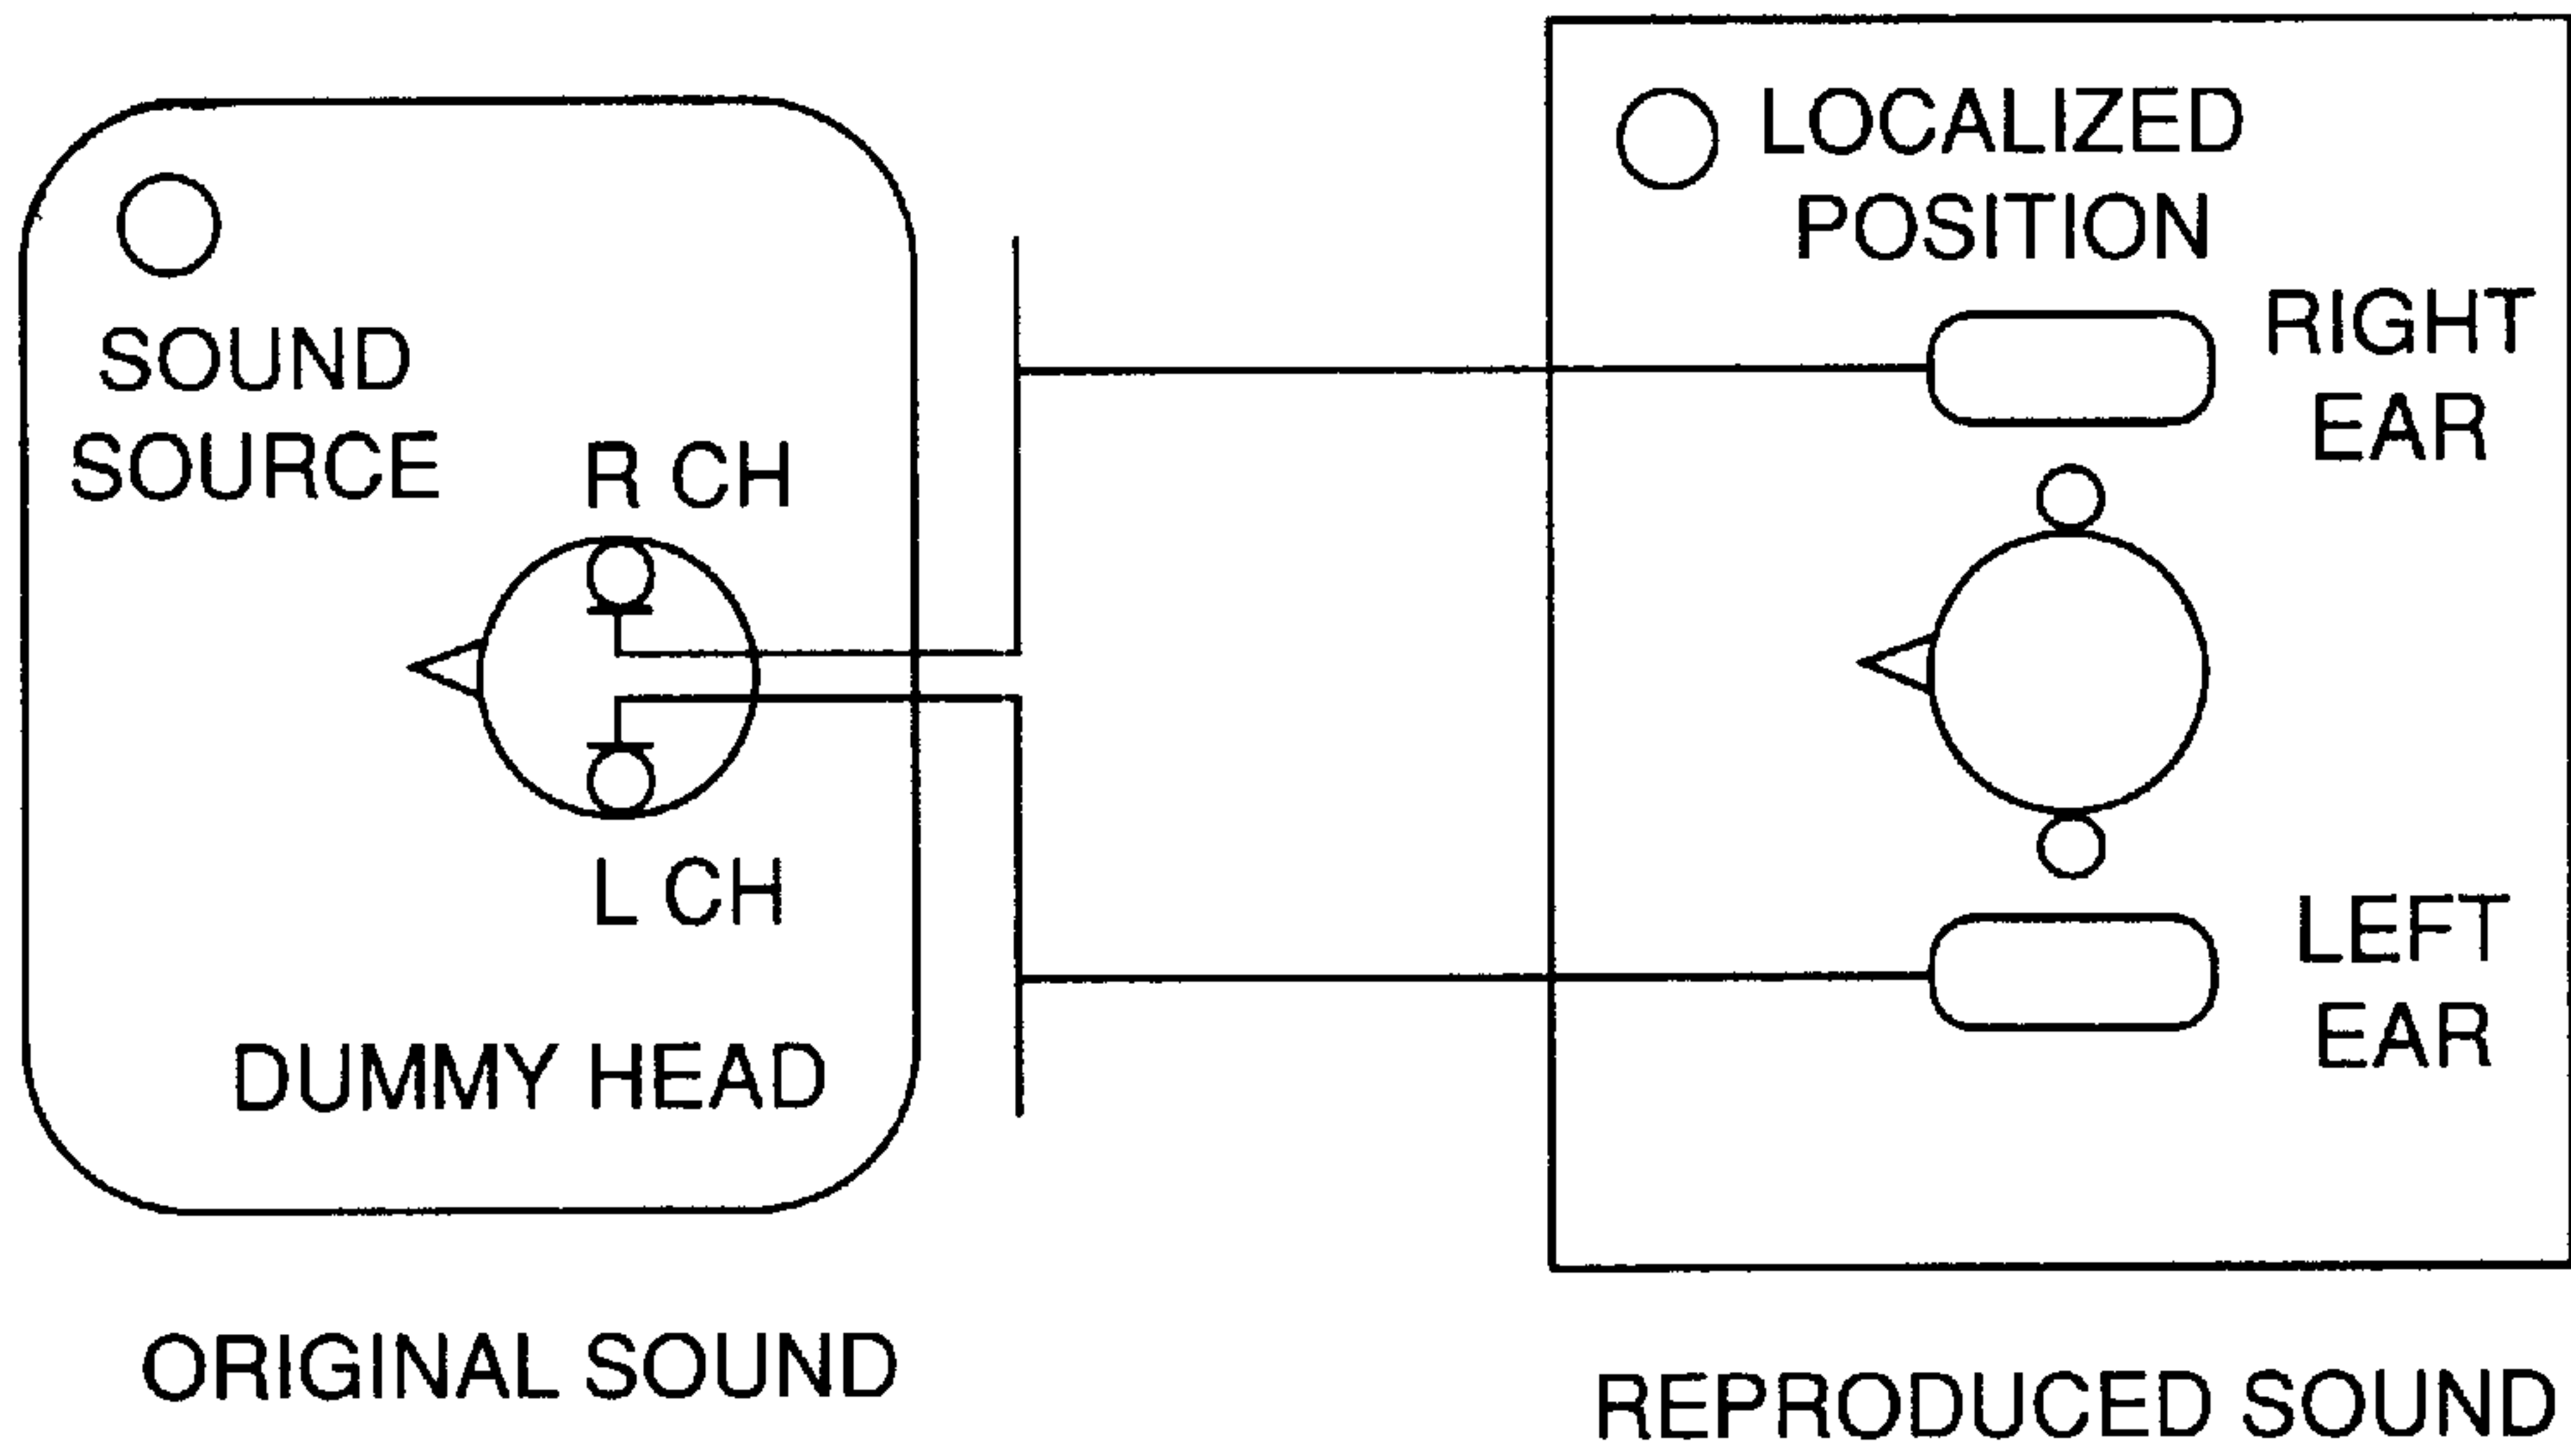 SOUND
SOURCE
R CH
L CH
DUMMY HEAD
ORIGINAL SOUND
LOCALIZED
POSITION
RIGHT
EAR
LEFT
EAR
REPRODUCED SOUND